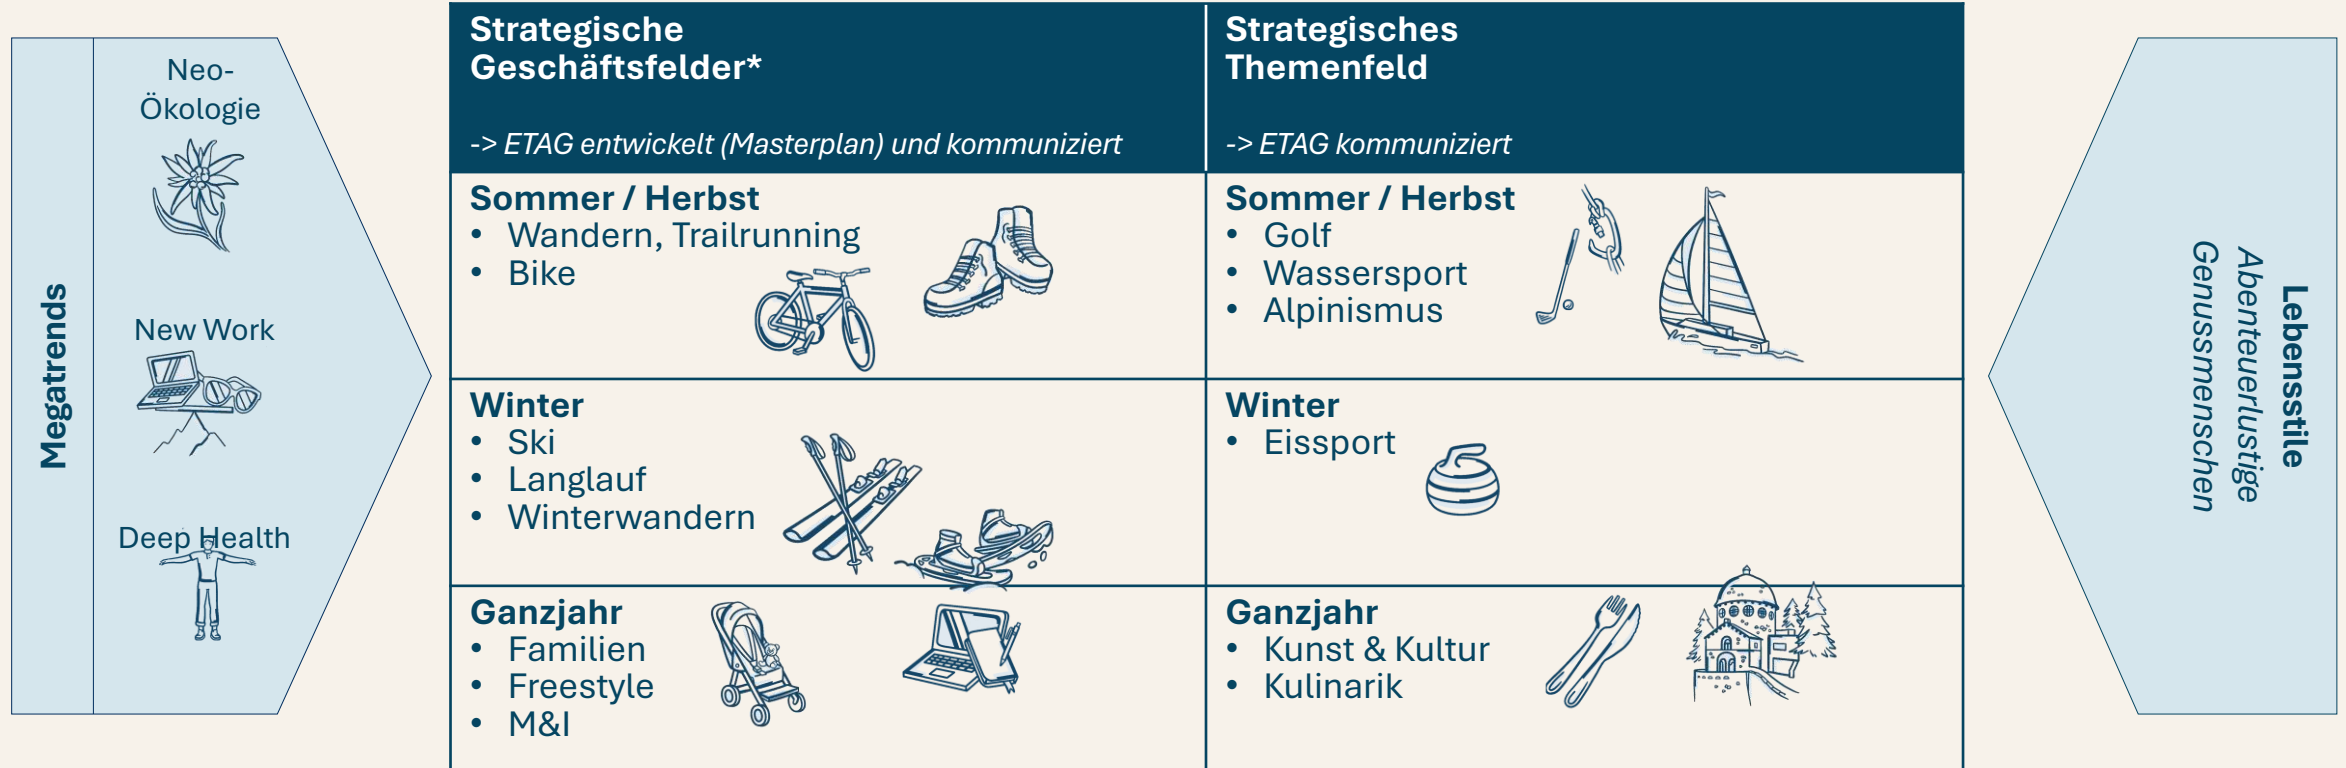 Megatrends
Neo-
Ökologie
New Work
Deep Health
Strategische
Geschäftsfelder*
-> ETAG entwickelt (Masterplan) und kommuniziert
Strategisches
Themenfeld
-> ETAG kommuniziert
Sommer / Herbst
• Wandern, Trailrunning
• Bike
Sommer / Herbst
• Golf
• Wassersport
• Alpinismus
Winter
• Ski
• Langlauf
• Winterwandern
Winter
• Eissport
Ganzjahr
• Familien
• Freestyle
• M&I
Ganzjahr
• Kunst & Kultur
• Kulinarik
Lebensstile
Abenteuerlustige
Genussmenschen